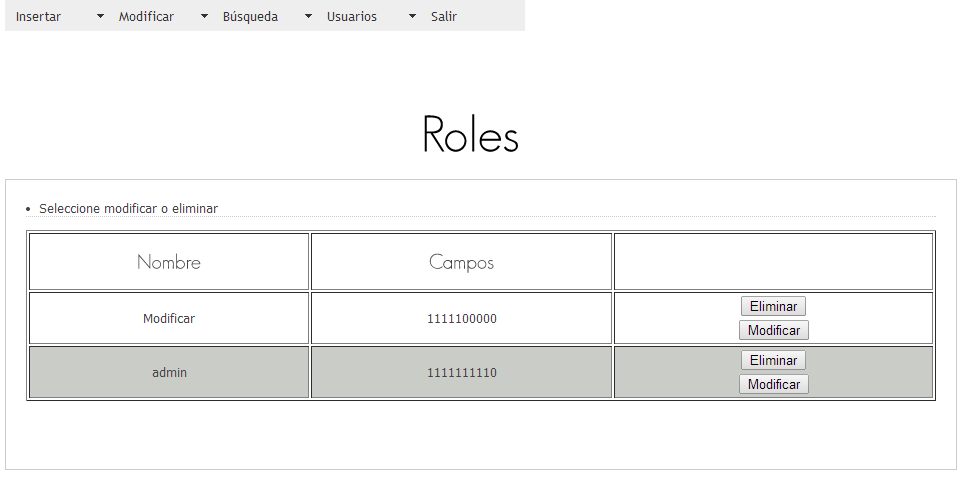 Insertar Modificar Búsqueda Usuarios Salir
Roles
• Seleccione modificar o eliminar
Nombre Campos
Modificar 1111100000 Eliminar
Modificar
admin 1111111110 Eliminar
Modificar